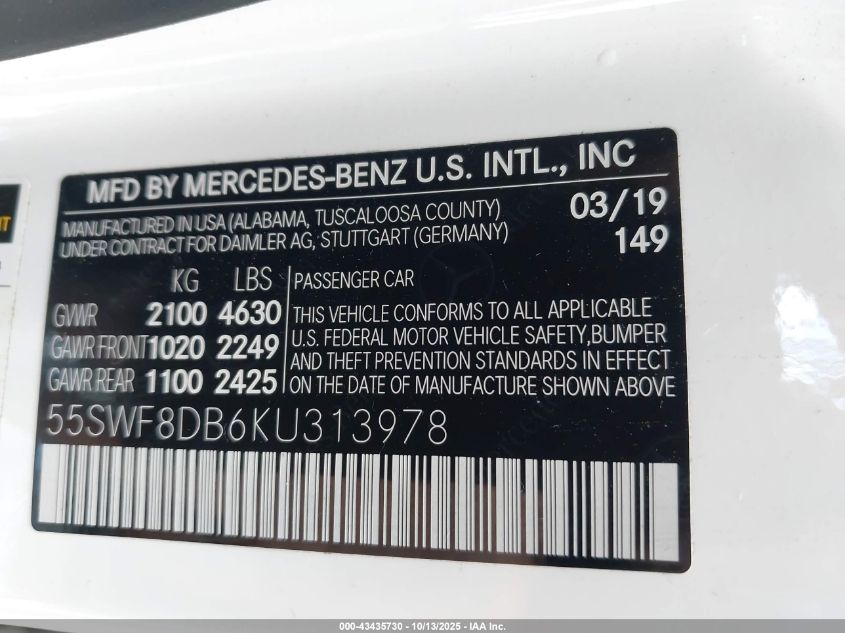 MFD BY MERCEDES-BENZ U.S. INTL., INC
MANUFACTURED IN USA (ALABAMA, TUSCALOOSA COUNTY) 03/19
UNDER CONTRACT FOR DAIMLER AG, STUTTGART (GERMANY) 149
KG LBS PASSENGER CAR
GVWR 2100 4630 THIS VEHICLE CONFORMS TO ALL APPLICABLE
U.S. FEDERAL MOTOR VEHICLE SAFETY,BUMPER
GAWR FRONT 1020 2249 AND THEFT PREVENTION STANDARDS IN EFFECT
GAWR REAR 1100 2425 ON THE DATE OF MANUFACTURE SHOWN ABOVE
55SWF8DB6KU313978
000-43435730 - 10/13/2025 - IAA Inc.